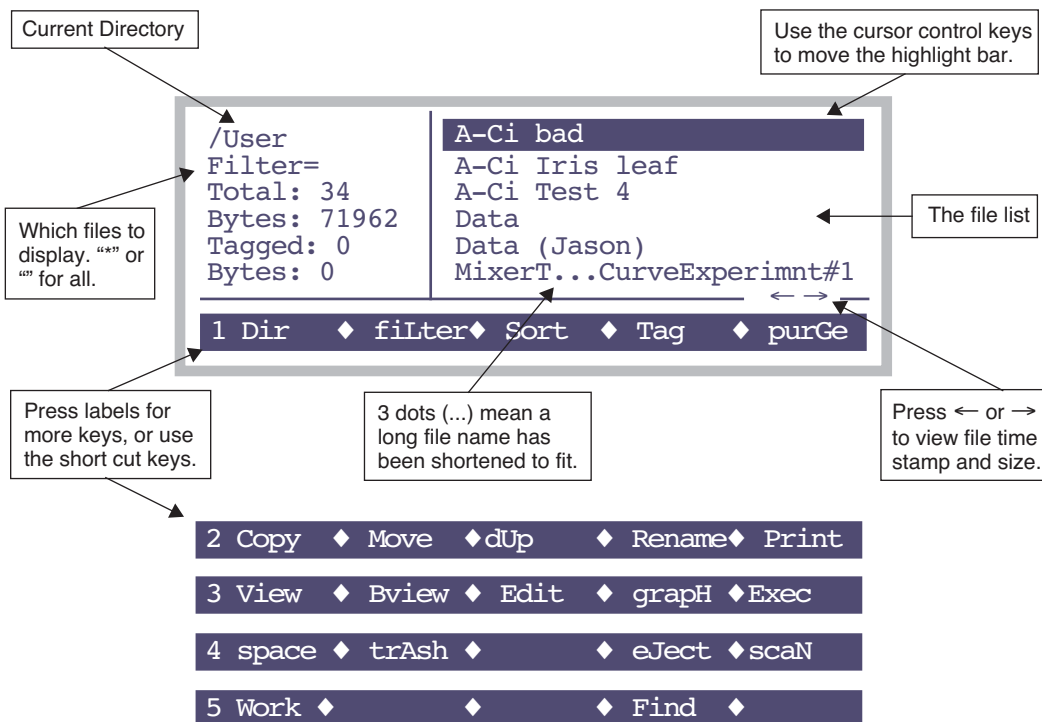 Current Directory
Use the cursor control keys
to move the highlight bar.
/User
Filter=
Total: 34
Bytes: 71962
Tagged: 0
Bytes: 0
A-Ci bad
A-Ci Iris leaf
A-Ci Test 4
Data
Data (Jason)
MixerT...CurveExperimnt#1
← →
Which files to
display. “*” or
“” for all.
The file list
1 Dir ♦ fiLter♦ Sort ♦ Tag ♦ purGe
Press labels for
more keys, or use
the short cut keys.
3 dots (...) mean a
long file name has
been shortened to fit.
Press ← or →
to view file time
stamp and size.
2 Copy ♦ Move ♦dUp ♦ Rename♦ Print
3 View ♦ Bview♦ Edit ♦ grapH ♦Exec
4 space ♦ trAsh ♦ ♦ eJect ♦scaN
5 Work ♦ ♦ ♦ Find ♦